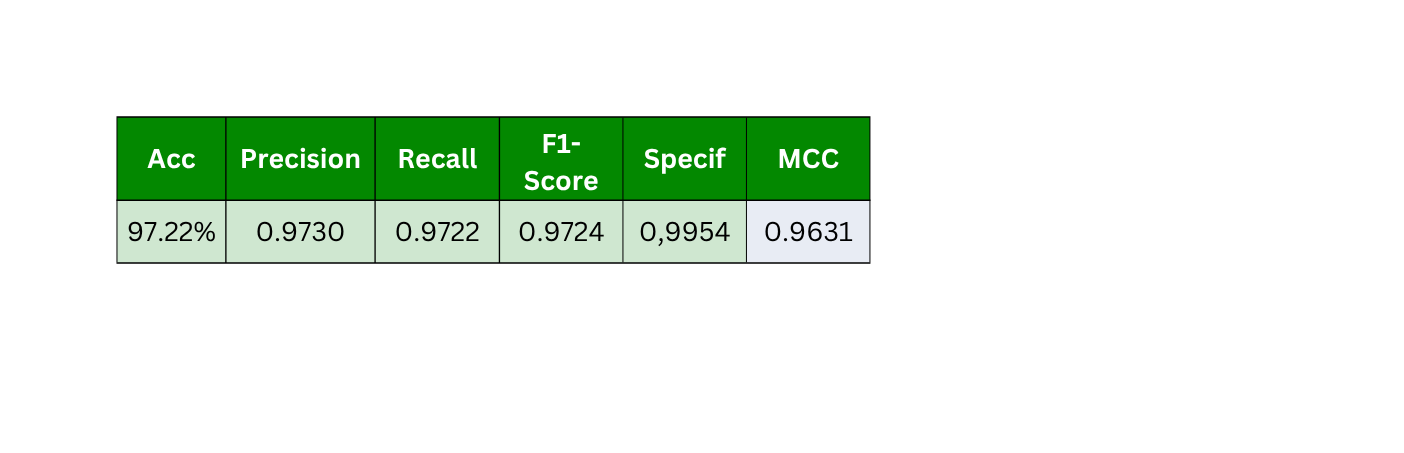 Acc Precision Recall F1-
Score Specif MCC
97.22% 0.9730 0.9722 0.9724 0,9954 0.9631